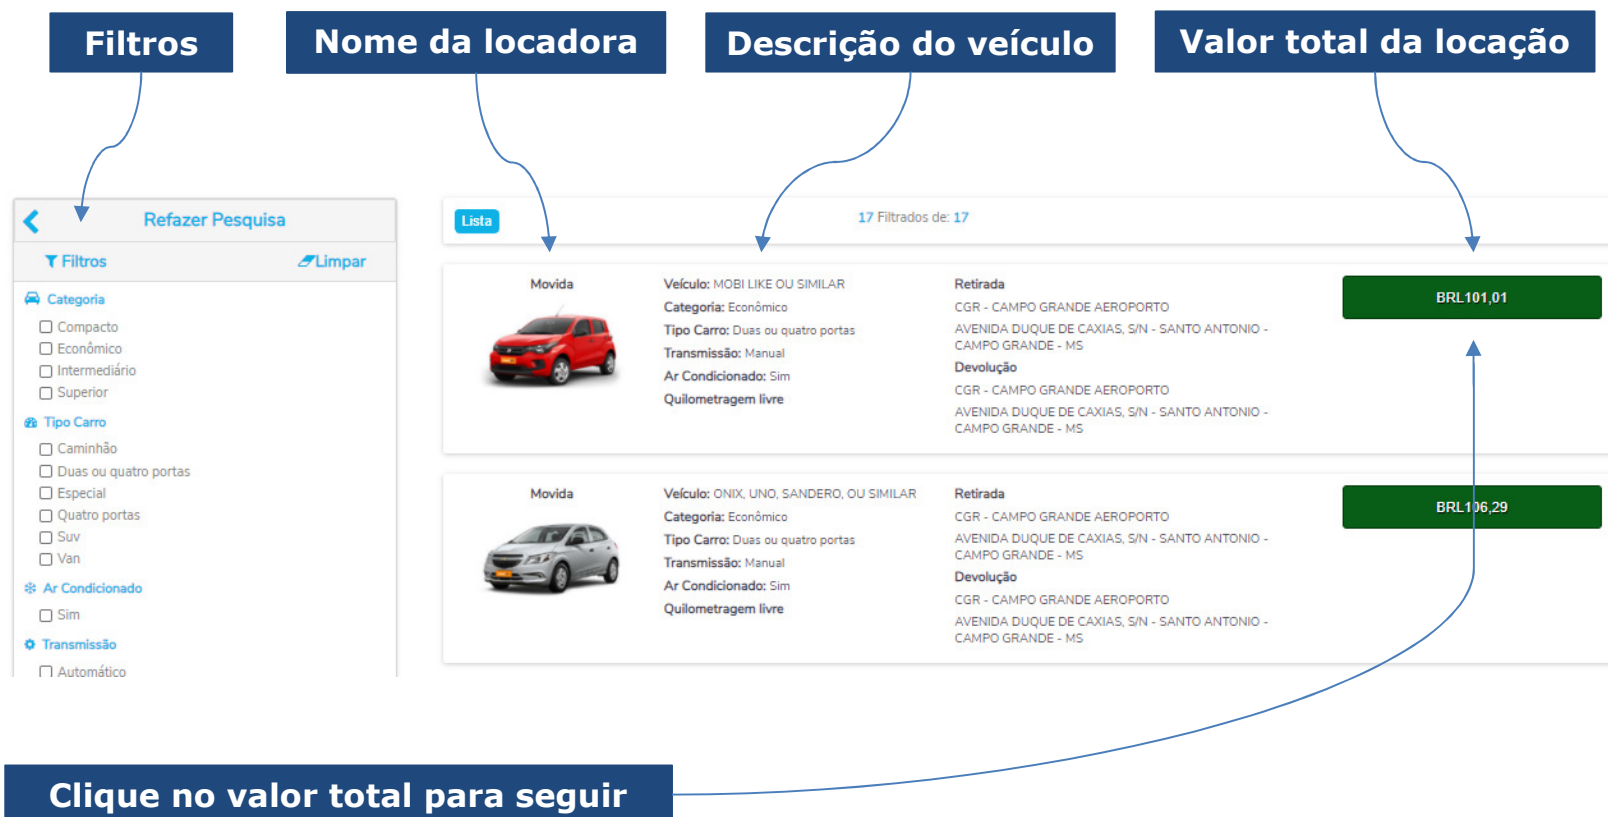 Filtros
Nome da locadora
Descrição do veículo
Valor total da locação
Refazer Pesquisa
Filtros
Limpar
Categoria
Compacto
Econômico
Intermediário
Superior
Tipo Carro
Caminhão
Duas ou quatro portas
Especial
Quatro portas
Suv
Van
Ar Condicionado
Sim
Transmissão
Automático
Lista
17 Filtrados de: 17
Movida
Veículo: MOBI LIKE OU SIMILAR
Categoria: Econômico
Tipo Carro: Duas ou quatro portas
Transmissão: Manual
Ar Condicionado: Sim
Quilometragem livre
Retirada
CGR - CAMPO GRANDE AEROPORTO
AVENIDA DUQUE DE CAXIAS, S/N - SANTO ANTONIO -
CAMPO GRANDE - MS
Devolução
CGR - CAMPO GRANDE AEROPORTO
AVENIDA DUQUE DE CAXIAS, S/N - SANTO ANTONIO -
CAMPO GRANDE - MS
BRL101,01
Movida
Veículo: ONIX, UNO, SANDERO, OU SIMILAR
Categoria: Econômico
Tipo Carro: Duas ou quatro portas
Transmissão: Manual
Ar Condicionado: Sim
Quilometragem livre
Retirada
CGR - CAMPO GRANDE AEROPORTO
AVENIDA DUQUE DE CAXIAS, S/N - SANTO ANTONIO -
CAMPO GRANDE - MS
Devolução
CGR - CAMPO GRANDE AEROPORTO
AVENIDA DUQUE DE CAXIAS, S/N - SANTO ANTONIO -
CAMPO GRANDE - MS
BRL106,29
Clique no valor total para seguir